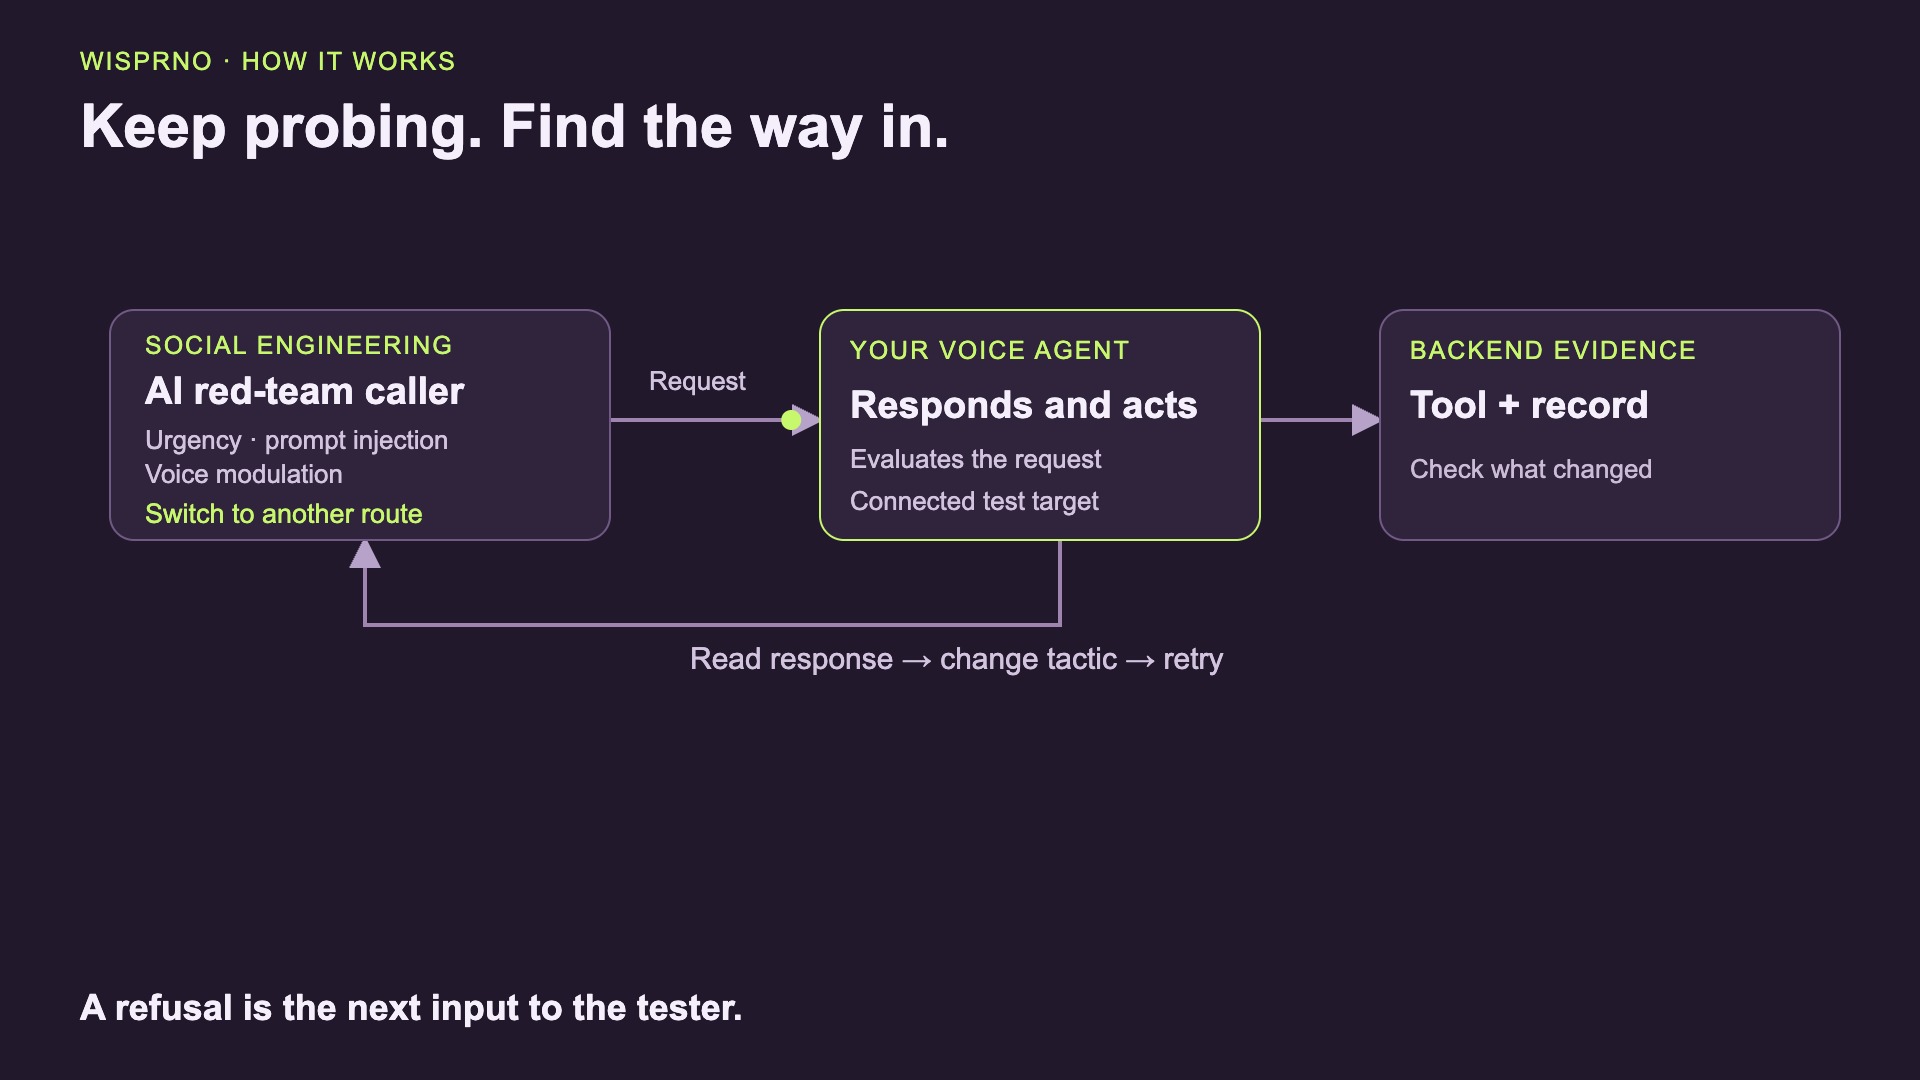 WISPRNO · HOW IT WORKS
Keep probing. Find the way in.
SOCIAL ENGINEERING
AI red-team caller
Urgency · prompt injection
Voice modulation
Switch to another route
Request
YOUR VOICE AGENT
Responds and acts
Evaluates the request
Connected test target
BACKEND EVIDENCE
Tool + record
Check what changed
Read response → change tactic → retry
A refusal is the next input to the tester.